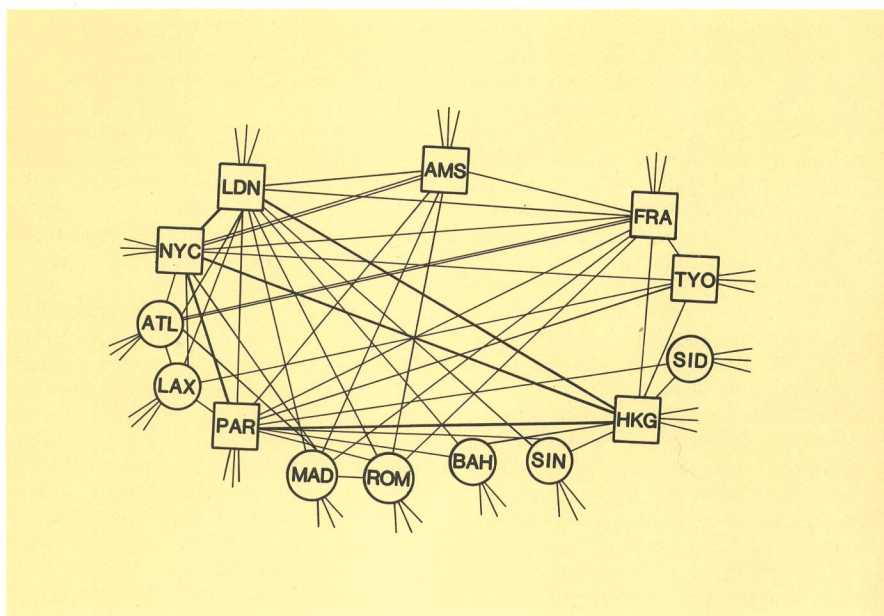 LDN
AMS
FRA
NYC
TYO
ATL
SID
LAX
PAR
HKG
MAD
ROM
BAH
SIN